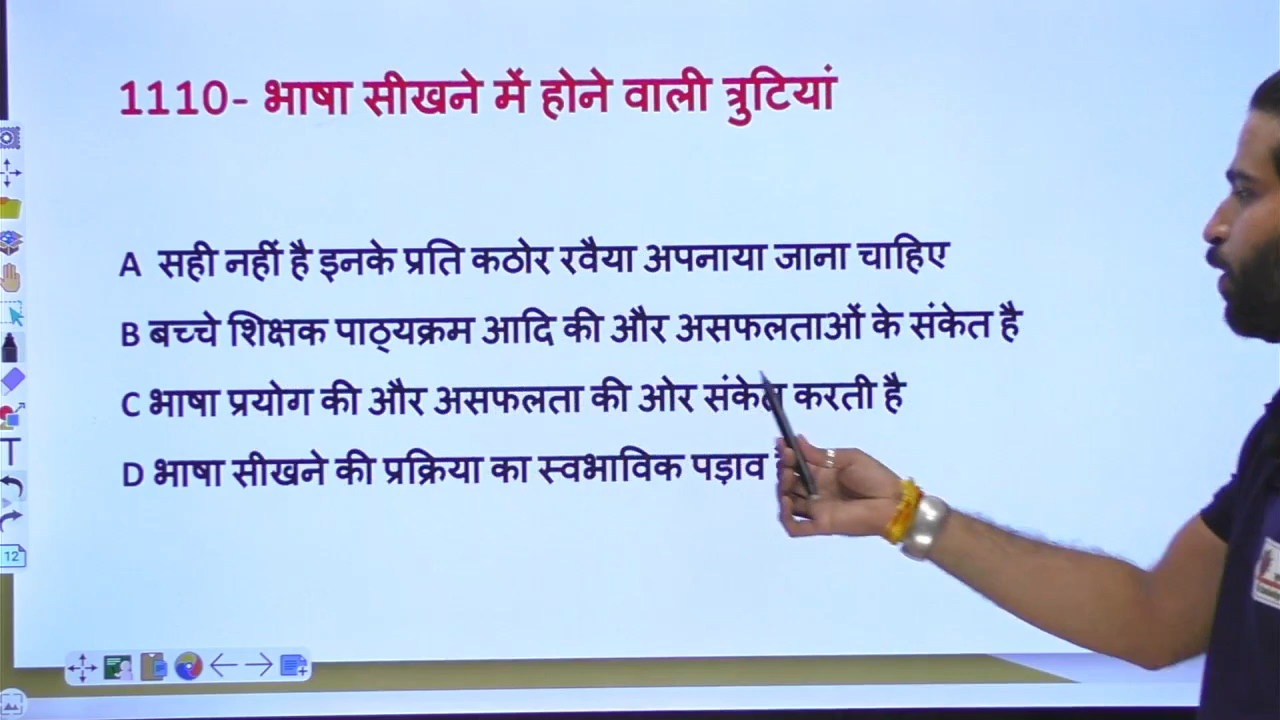 1110- भाषा सीखने में होने वाली त्रुटियां
A सही नहीं है इनके प्रति कठोर रवैया अपनाया जाना चाहिए
B बच्चे शिक्षक पाठ्यक्रम आदि की और असफलताओं के संकेत है
C भाषा प्रयोग की और असफलता की ओर संकेत करती है
D भाषा सीखने की प्रक्रिया का स्वभाविक पड़ाव
12